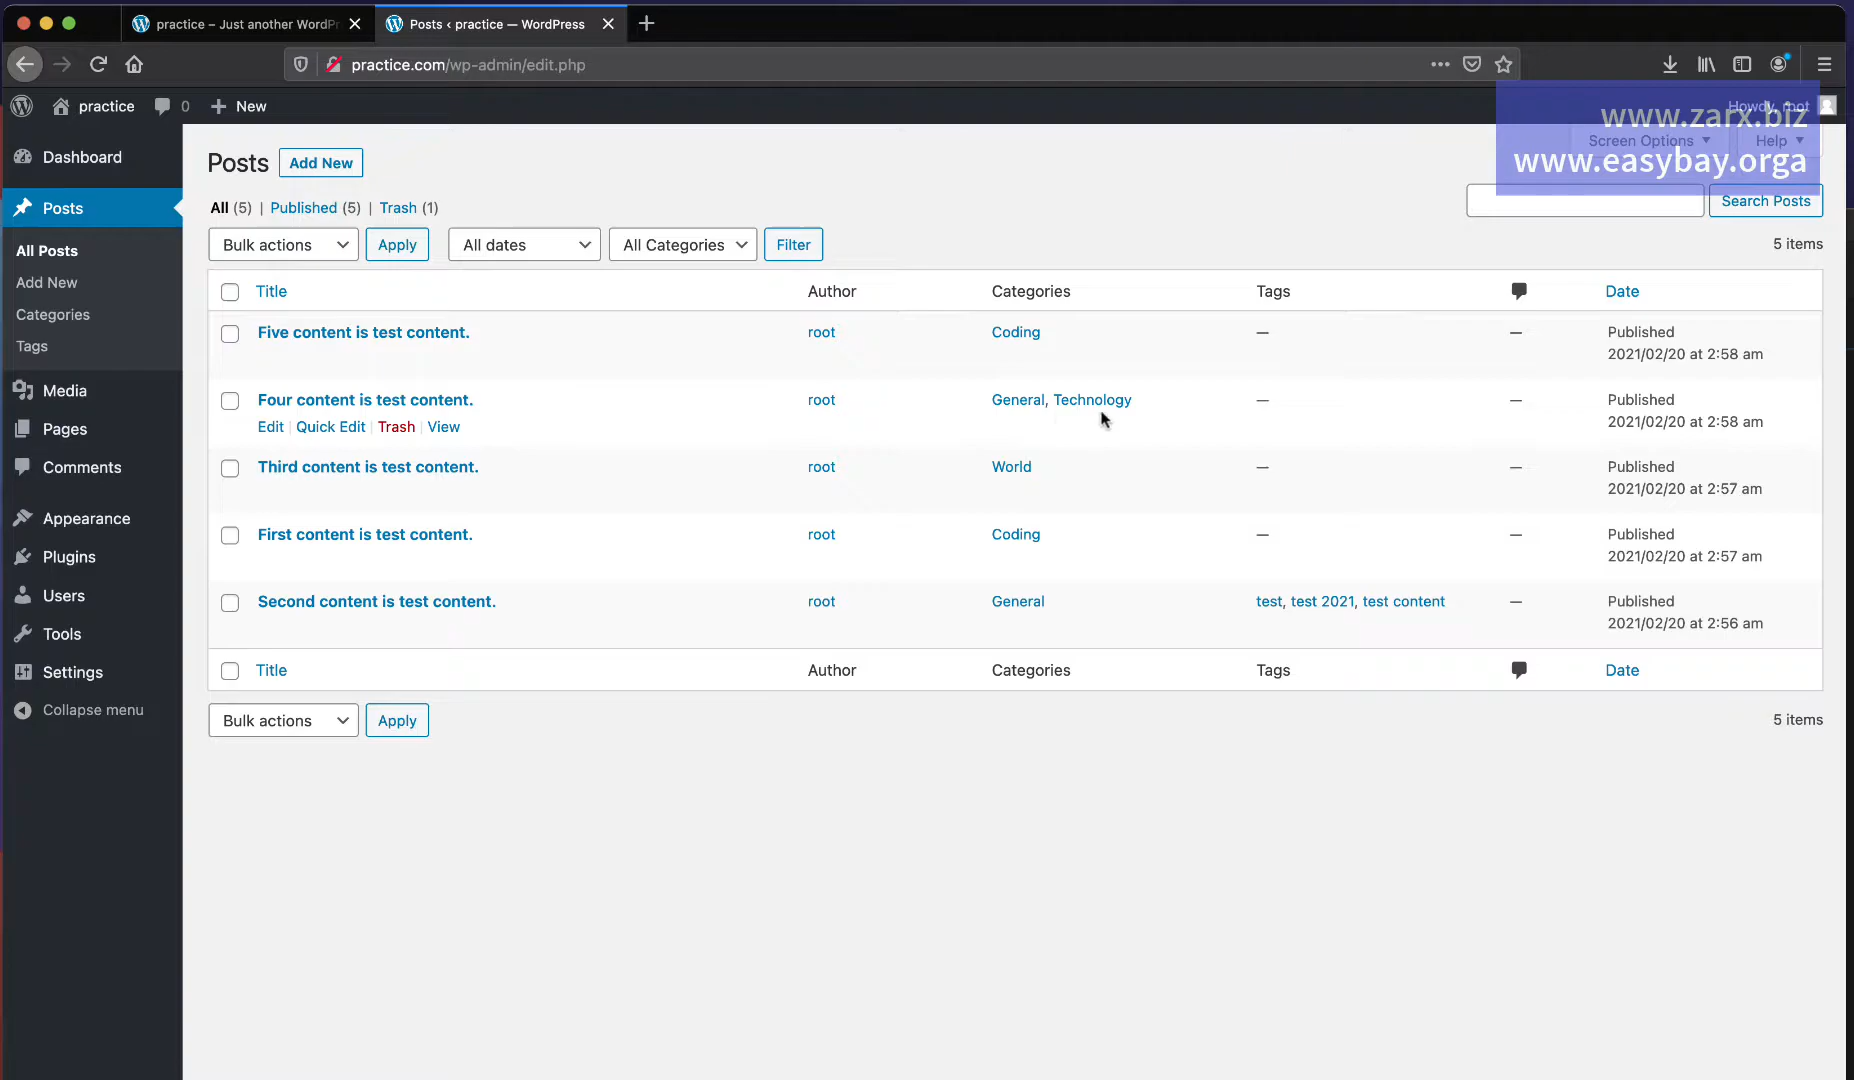 practice – Just another WordPr
Posts ‹ practice — WordPress
practice.com/wp-admin/edit.php
practice
0
New
Howdy, root
www.zarx.biz
www.easybay.orga
Screen Options
Help
Dashboard
Posts
All Posts
Add New
Categories
Tags
Media
Pages
Comments
Appearance
Plugins
Users
Tools
Settings
Collapse menu
Posts
Add New
All (5) | Published (5) | Trash (1)
Search Posts
Bulk actions
Apply
All dates
All Categories
Filter
5 items
Title Author Categories Tags Date
Five content is test content. root Coding — — Published
2021/02/20 at 2:58 am
Four content is test content. root General, Technology — — Published
Edit | Quick Edit | Trash | View 2021/02/20 at 2:58 am
Third content is test content. root World — — Published
2021/02/20 at 2:57 am
First content is test content. root Coding — — Published
2021/02/20 at 2:57 am
Second content is test content. root General test, test 2021, test content — Published
2021/02/20 at 2:56 am
Title Author Categories Tags Date
Bulk actions
Apply
5 items